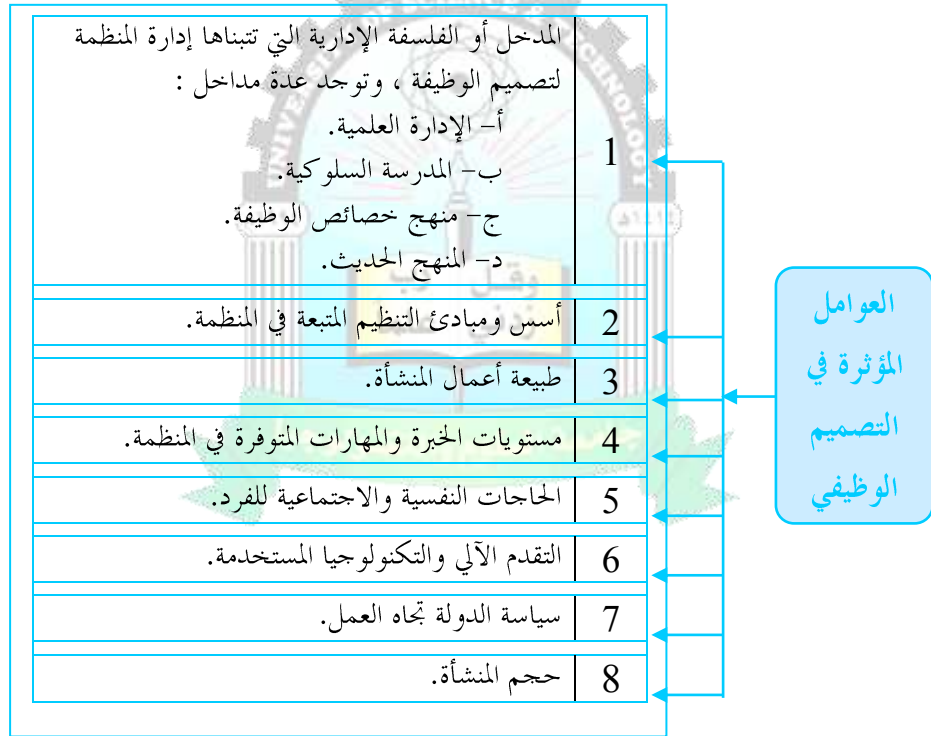 العوامل
المؤثرة في
التصميم
الوظيفي
1
المدخل أو الفلسفة الإدارية التي تتبناها إدارة المنظمة
لتصميم الوظيفة ، وتوجد عدة مداخل :
أ– الإدارة العلمية.
ب– المدرسة السلوكية.
ج– منهج خصائص الوظيفة.
د– المنهج الحديث.
2 أسس ومبادئ التنظيم المتبعة في المنظمة.
3 طبيعة أعمال المنشأة.
4 مستويات الخبرة والمهارات المتوفرة في المنظمة.
5 الحاجات النفسية والاجتماعية للفرد.
6 التقدم الآلي والتكنولوجيا المستخدمة.
7 سياسة الدولة تجاه العمل.
8 حجم المنشأة.